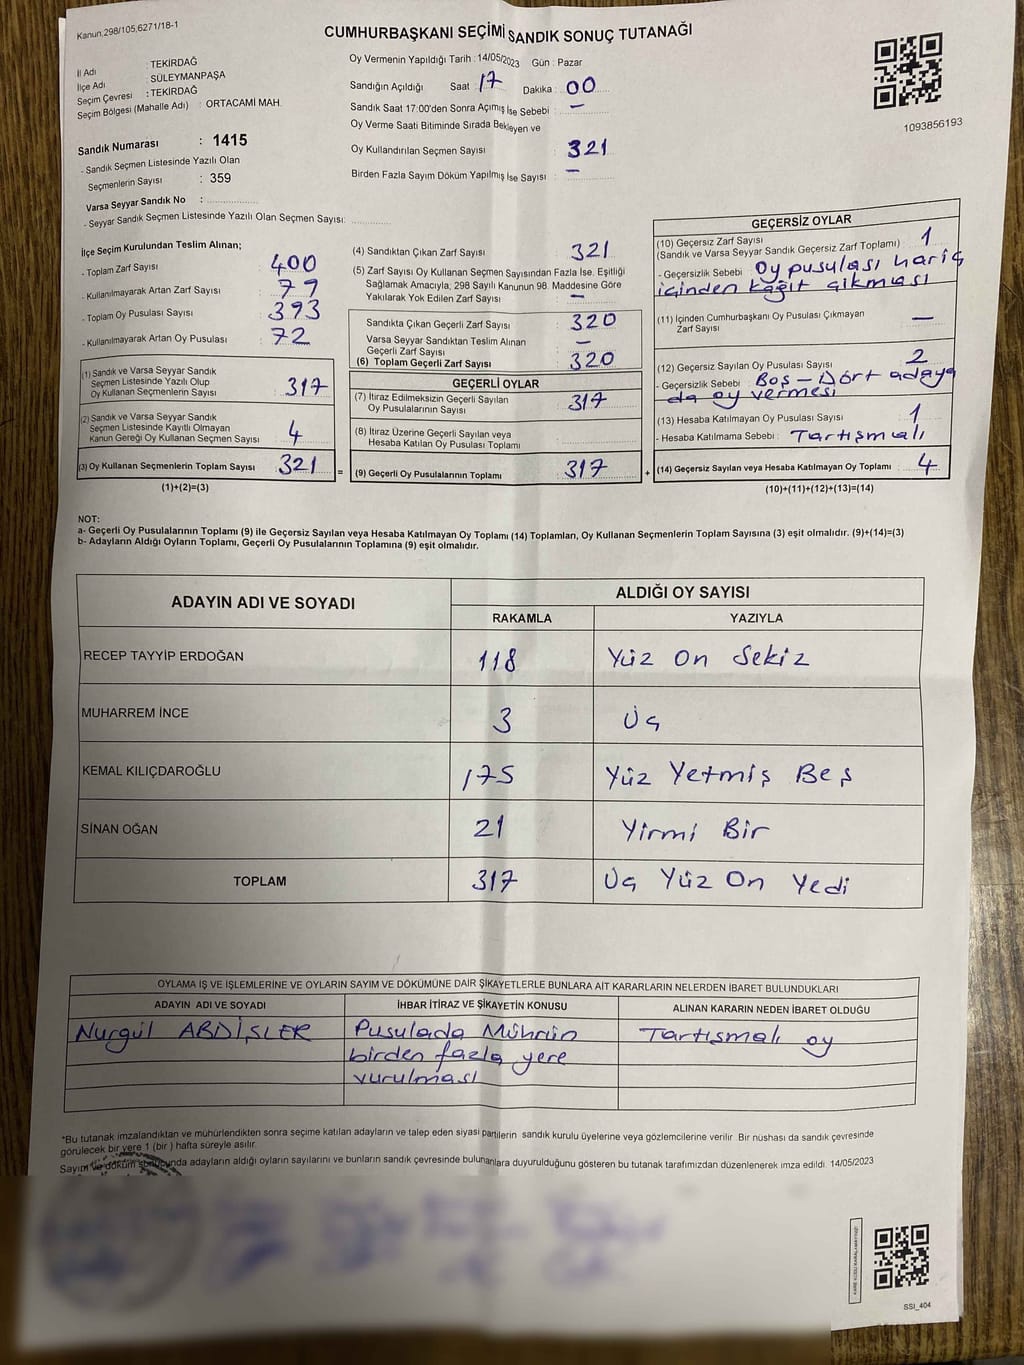 Kanun,298/105,6271/18-1
CUMHURBAŞKANI SEÇİMİ SANDIK SONUÇ TUTANAĞI
İl Adı : TEKİRDAĞ
İlçe Adı : SÜLEYMANPAŞA
Seçim Çevresi : TEKİRDAĞ
Seçim Bölgesi (Mahalle Adı) : ORTACAMİ MAH.
Sandık Numarası : 1415
- Sandık Seçmen Listesinde Yazılı Olan
Seçmenlerin Sayısı : 359
Varsa Seyyar Sandık No :
- Seyyar Sandık Seçmen Listesinde Yazılı Olan Seçmen Sayısı:
Oy Vermenin Yapıldığı Tarih : 14/05/2023 Gün : Pazar
Sandığın Açıldığı Saat : 17 Dakika : 00
Sandık Saat 17:00'den Sonra Açımış İse Sebebi : —
Oy Verme Saati Bitiminde Sırada Bekleyen ve
Oy Kullandırılan Seçmen Sayısı : 321
Birden Fazla Sayım Döküm Yapılmış İse Sayısı : —
1093856193
İlçe Seçim Kurulundan Teslim Alınan;
- Toplam Zarf Sayısı : 400
- Kullanılmayarak Artan Zarf Sayısı : 79
- Toplam Oy Pusulası Sayısı : 393
- Kullanılmayarak Artan Oy Pusulası : 72
(1) Sandık ve Varsa Seyyar Sandık
Seçmen Listesinde Yazılı Olup
Oy Kullanan Seçmenlerin Sayısı : 317
(2) Sandık ve Varsa Seyyar Sandık
Seçmen Listesinde Kayıtlı Olmayan
Kanun Gereği Oy Kullanan Seçmen Sayısı : 4
(3) Oy Kullanan Seçmenlerin Toplam Sayısı : 321
(1)+(2)=(3)
(4) Sandıktan Çıkan Zarf Sayısı : 321
(5) Zarf Sayısı Oy Kullanan Seçmen Sayısından Fazla İse. Eşitliği
Sağlamak Amacıyla, 298 Sayılı Kanunun 98. Maddesine Göre
Yakılarak Yok Edilen Zarf Sayısı : —
Sandıkta Çıkan Geçerli Zarf Sayısı : 320
Varsa Seyyar Sandıktan Teslim Alınan
Geçerli Zarf Sayısı : —
(6) Toplam Geçerli Zarf Sayısı : 320
GEÇERLİ OYLAR
(7) İtiraz Edilmeksizin Geçerli Sayılan
Oy Pusulalarının Sayısı : 317
(8) İtiraz Üzerine Geçerli Sayılan veya
Hesaba Katılan Oy Pusulası Toplamı :
= (9) Geçerli Oy Pusulalarının Toplamı : 317
GEÇERSİZ OYLAR
(10) Geçersiz Zarf Sayısı
(Sandık ve Varsa Seyyar Sandık Geçersiz Zarf Toplamı) : 1
- Geçersizlik Sebebi : Oy pusulası hariç
içinden kağıt çıkması
(11) İçinden Cumhurbaşkanı Oy Pusulası Çıkmayan
Zarf Sayısı : —
(12) Geçersiz Sayılan Oy Pusulası Sayısı : 2
- Geçersizlik Sebebi : Boş – Dört adaya
da oy vermesi
(13) Hesaba Katılmayan Oy Pusulası Sayısı : 1
- Hesaba Katılmama Sebebi : Tartışmalı
+ (14) Geçersiz Sayılan veya Hesaba Katılmayan Oy Toplamı : 4
(10)+(11)+(12)+(13)=(14)
NOT:
a- Geçerli Oy Pusulalarının Toplamı (9) ile Geçersiz Sayılan veya Hesaba Katılmayan Oy Toplamı (14) Toplamları, Oy Kullanan Seçmenlerin Toplam Sayısına (3) eşit olmalıdır. (9)+(14)=(3)
b- Adayların Aldığı Oyların Toplamı, Geçerli Oy Pusulalarının Toplamına (9) eşit olmalıdır.
ADAYIN ADI VE SOYADI ALDIĞI OY SAYISI
RAKAMLA YAZIYLA
RECEP TAYYİP ERDOĞAN 118 Yüz On Sekiz
MUHARREM İNCE 3 Üç
KEMAL KILIÇDAROĞLU 175 Yüz Yetmiş Beş
SİNAN OĞAN 21 Yirmi Bir
TOPLAM 317 Üç Yüz On Yedi
OYLAMA İŞ VE İŞLEMLERİNE VE OYLARIN SAYIM VE DÖKÜMÜNE DAİR ŞİKAYETLERLE BUNLARA AİT KARARLARIN NELERDEN İBARET BULUNDUKLARI
ADAYIN ADI VE SOYADI İHBAR İTİRAZ VE ŞİKAYETİN KONUSU ALINAN KARARIN NEDEN İBARET OLDUĞU
Nurgül ABDİŞLER Pusulada Mührün Tartışmalı oy
birden fazla yere
vurulması
*Bu tutanak imzalandıktan ve mühürlendikten sonra seçime katılan adayların ve talep eden siyasi partilerin sandık kurulu üyelerine veya gözlemcilerine verilir. Bir nüshası da sandık çevresinde
görülecek bir yere 1 (bir ) hafta süreyle asılır.
Sayım ve döküm sonucunda adayların aldığı oyların sayılarını ve bunların sandık çevresinde bulunanlara duyurulduğunu gösteren bu tutanak tarafımızdan düzenlenerek imza edildi. 14/05/2023
SSI_404